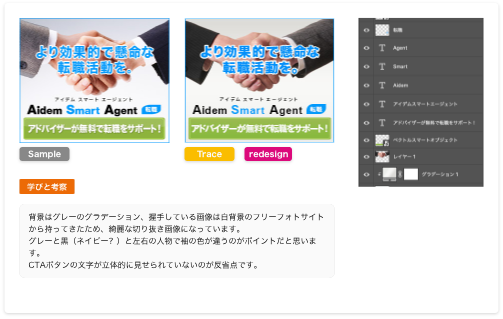 より効果的で懸命な
転職活動を。
アイデム スマート エージェント
Aidem Smart Agent 転職
アドバイザーが無料で転職をサポート！
Sample
より効果的で懸命な
転職活動を。
アイデム スマート エージェント
Aidem Smart Agent 転職
アドバイザーが無料で転職をサポート！
Trace
redesign
転職
Agent
Smart
Aidem
アイデムスマートエージェント
アドバイザーが無料で転職をサポート！
ベクトルスマートオブジェクト
レイヤー 1
グラデーション 1
学びと考察
背景はグレーのグラデーション、握手している画像は白背景のフリーフォトサイト
から持ってきたため、綺麗な切り抜き画像になっています。
グレーと黒（ネイビー？）と左右の人物で袖の色が違うのがポイントだと思いま
す。
CTAボタンの文字が立体的に見せられていないのが反省点です。